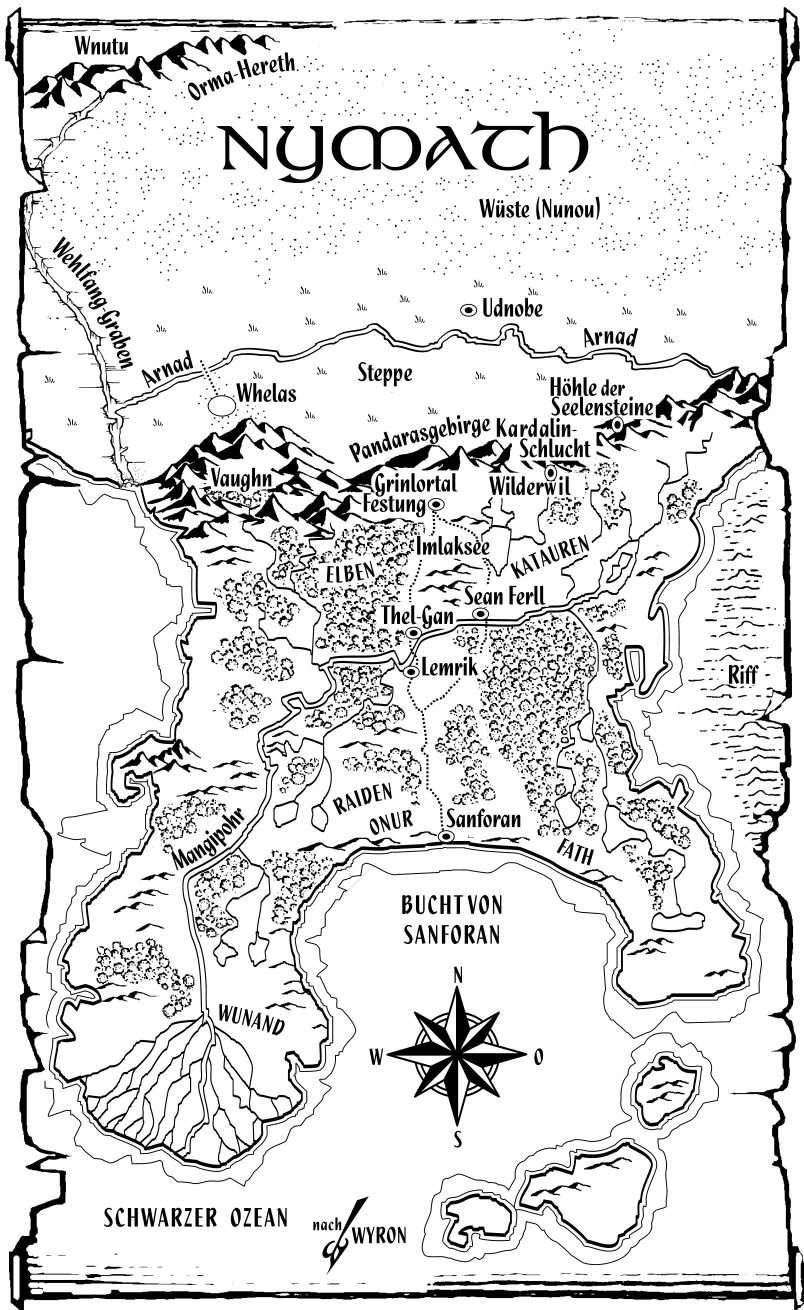 Wnutu
Orma-Hereth
Nymath
Wüste (Nunou)
Wehlfang Graben
Udnobe
Arnad
Arnad
Steppe
Whelas
Höhle der
Seelensteine
Pandarasgebirge
Kardalin-
Schlucht
Vaughn
Grinlortal
Festung
Wilderwil
Imlaksee
ELBEN
KATAUREN
Sean Ferll
Thel-Gan
Lemrik
Riff
RAIDEN
ONUR
Sanforan
Mangipohr
FATH
BUCHT VON
SANFORAN
N
W
O
S
WUNAND
SCHWARZER OZEAN
nach
WYRON